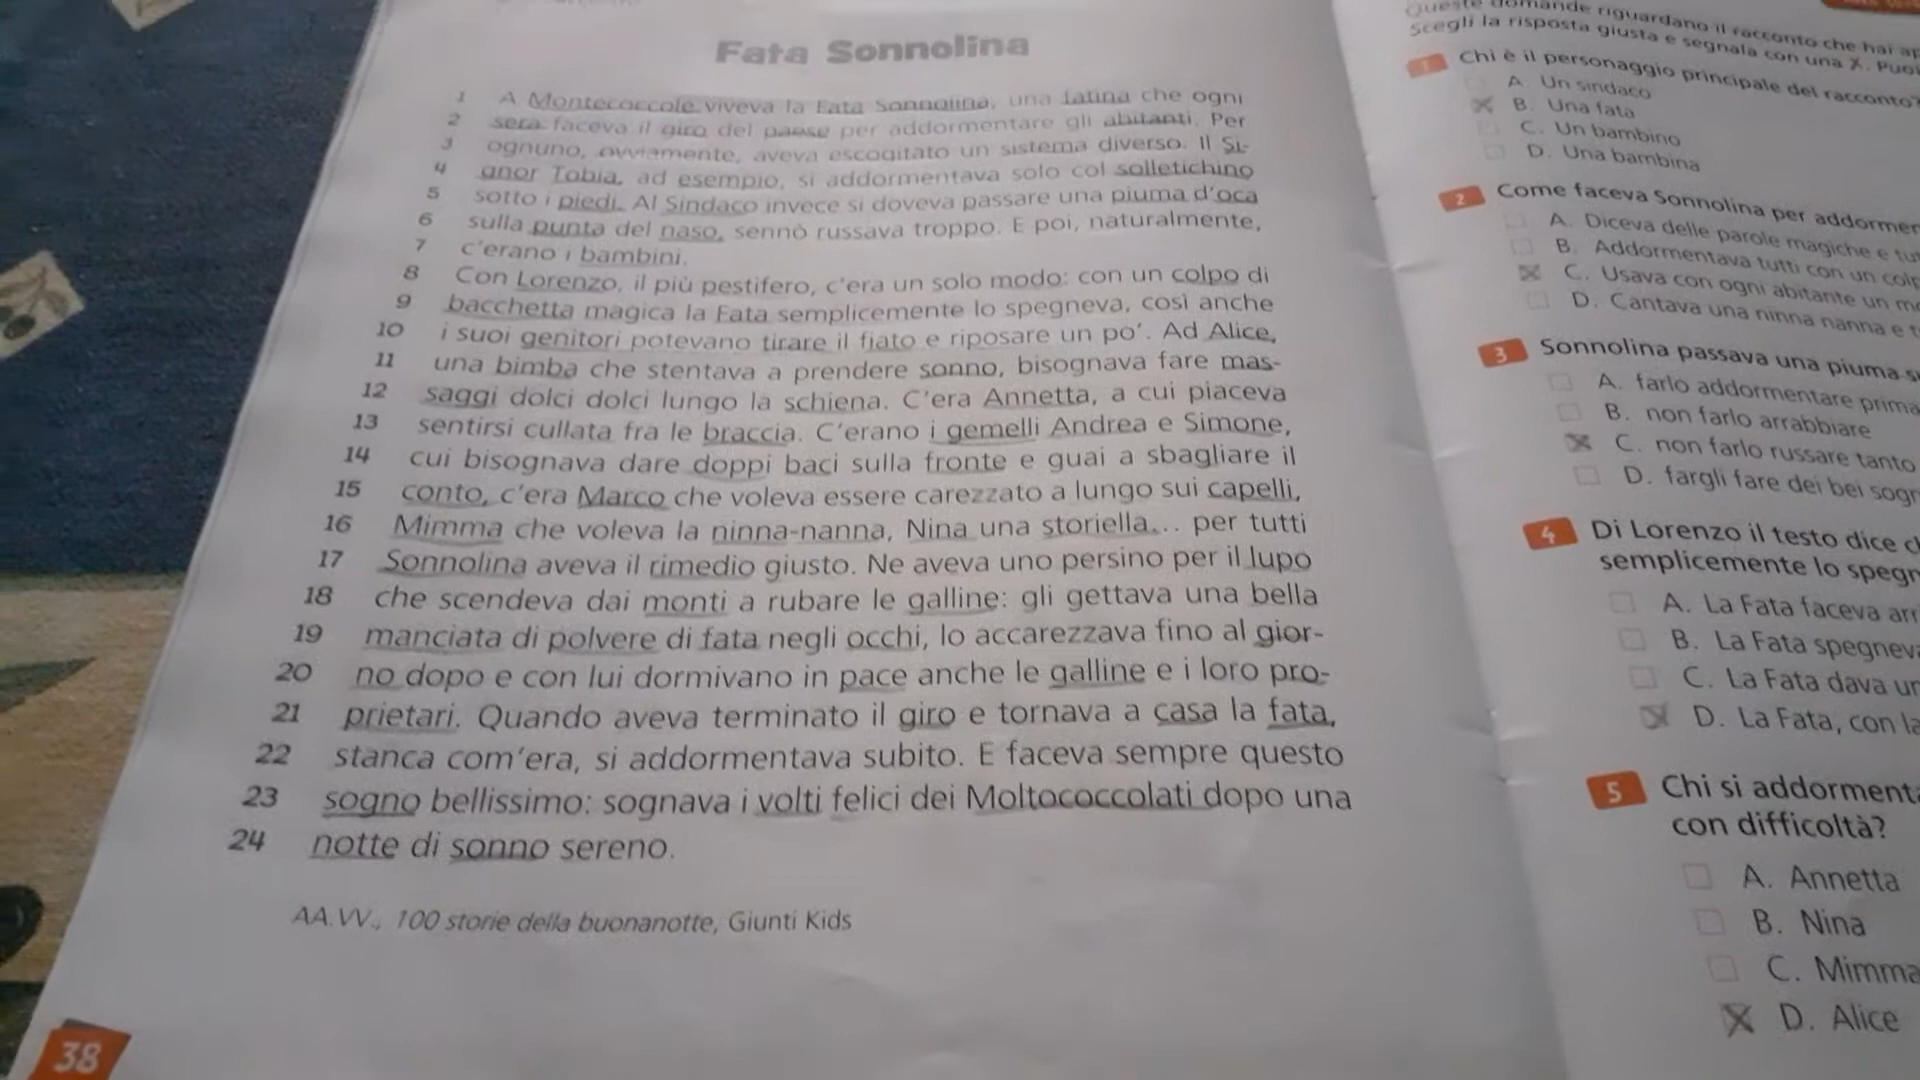 Fata Sonnolina
1 A Montecoccole viveva la Fata Sonnolina, una fatina che ogni
2 sera faceva il giro del paese per addormentare gli abitanti. Per
3 ognuno, ovviamente, aveva escogitato un sistema diverso. Il Si-
4 gnor Tobia, ad esempio, si addormentava solo col solletichino
5 sotto i piedi. Al Sindaco invece si doveva passare una piuma d'oca
6 sulla punta del naso, sennò russava troppo. E poi, naturalmente,
7 c'erano i bambini.
8 Con Lorenzo, il più pestifero, c'era un solo modo: con un colpo di
9 bacchetta magica la Fata semplicemente lo spegneva, così anche
10 i suoi genitori potevano tirare il fiato e riposare un po'. Ad Alice,
11 una bimba che stentava a prendere sonno, bisognava fare mas-
12 saggi dolci dolci lungo la schiena. C'era Annetta, a cui piaceva
13 sentirsi cullata fra le braccia. C'erano i gemelli Andrea e Simone,
14 cui bisognava dare doppi baci sulla fronte e guai a sbagliare il
15 conto, c'era Marco che voleva essere carezzato a lungo sui capelli,
16 Mimma che voleva la ninna-nanna, Nina una storiella... per tutti
17 Sonnolina aveva il rimedio giusto. Ne aveva uno persino per il lupo
18 che scendeva dai monti a rubare le galline: gli gettava una bella
19 manciata di polvere di fata negli occhi, lo accarezzava fino al gior-
20 no dopo e con lui dormivano in pace anche le galline e i loro pro-
21 prietari. Quando aveva terminato il giro e tornava a casa la fata,
22 stanca com'era, si addormentava subito. E faceva sempre questo
23 sogno bellissimo: sognava i volti felici dei Moltococcolati dopo una
24 notte di sonno sereno.
AA.VV., 100 storie della buonanotte, Giunti Kids
38
Queste domande riguardano il racconto che hai
Scegli la risposta giusta e segnala con una X. Puoi
1 Chi è il personaggio principale del racconto?
A. Un sindaco
B. Una fata
C. Un bambino
D. Una bambina
2 Come faceva Sonnolina per
A. Diceva delle parole magiche e
B. Addormentava tutti con un
C. Usava con ogni abitante un
D. Cantava una ninna nanna e
3 Sonnolina passava una piuma
A. farlo addormentare prima
B. non farlo arrabbiare
C. non farlo russare tanto
D. fargli fare dei bei
4 Di Lorenzo il testo dice
semplicemente lo
A. La Fata faceva
B. La Fata
C. La Fata dava
D. La Fata, con
5 Chi si
con difficoltà?
A. Annetta
B. Nina
C. Mimma
D. Alice